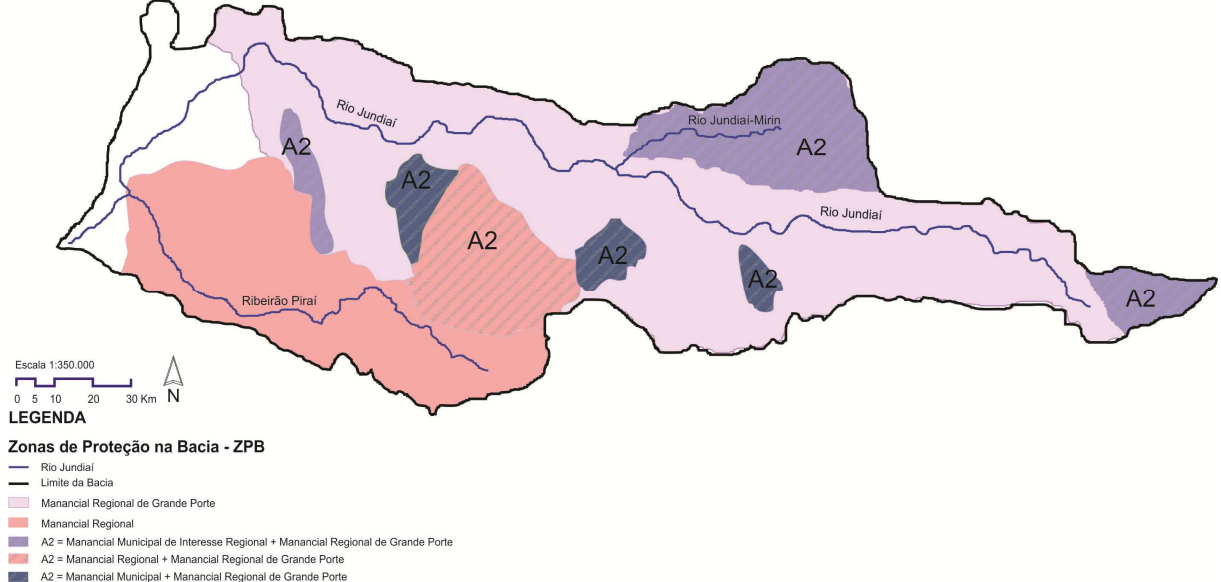 Rio Jundiaí
Rio Jundiaí-Mirin
A2
A2
A2
Rio Jundiaí
A2
A2
A2
A2
Ribeirão Piraí
Escala 1:350.000
0 5 10 20 30 Km
N
LEGENDA
Zonas de Proteção na Bacia - ZPB
Rio Jundiaí
Limite da Bacia
Manancial Regional de Grande Porte
Manancial Regional
A2 = Manancial Municipal de Interesse Regional + Manancial Regional de Grande Porte
A2 = Manancial Regional + Manancial Regional de Grande Porte
A2 = Manancial Municipal + Manancial Regional de Grande Porte